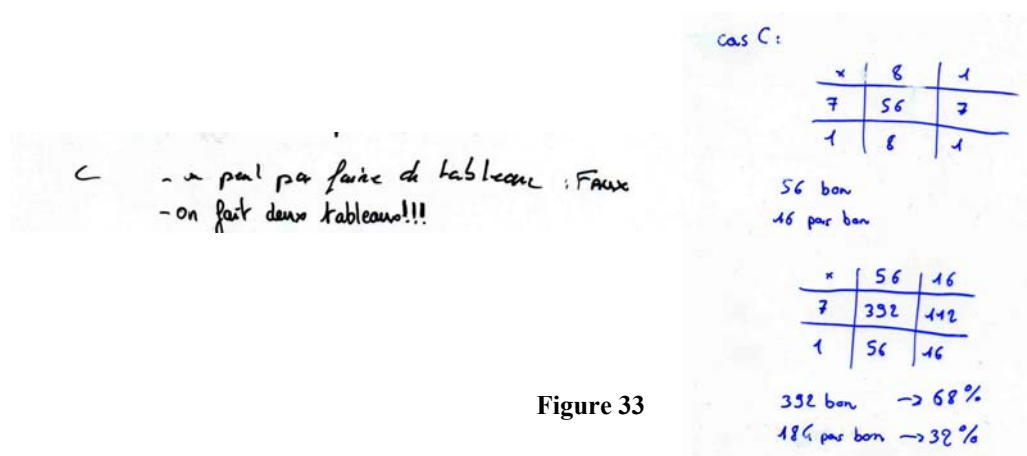 C - on peut pas faire de tableau : FAUX
- on fait deux tableaux!!!
Figure 33
cas C :
× | 8 | 1
7 | 56 | 7
1 | 8 | 1
56 bon
16 pas bon
× | 56 | 16
7 | 392 | 112
1 | 56 | 16
392 bon -> 68%
184 pas bon -> 32%